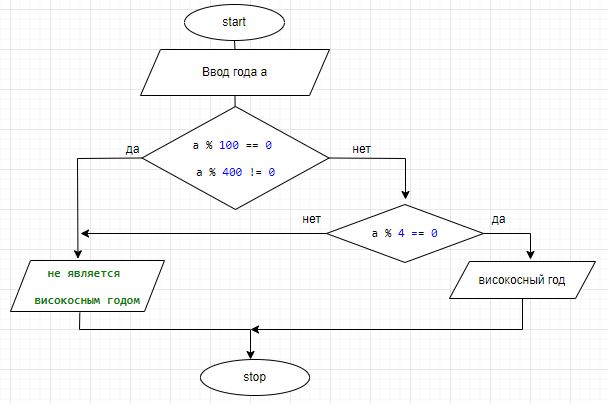 start
Ввод года a
a % 100 == 0
a % 400 != 0
да
нет
нет
a % 4 == 0
да
не является
високосным годом
високосный год
stop